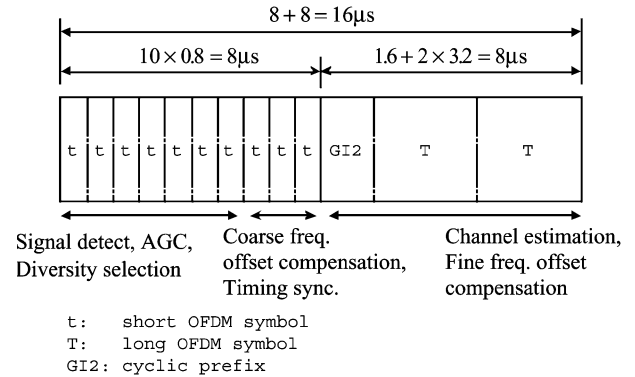 8 + 8 = 16μs
10 × 0.8 = 8μs
1.6 + 2 × 3.2 = 8μs
t t t t t t t t t t GI2 T T
Signal detect, AGC,
Diversity selection
Coarse freq.
offset compensation,
Timing sync.
Channel estimation,
Fine freq. offset
compensation
t: short OFDM symbol
T: long OFDM symbol
GI2: cyclic prefix